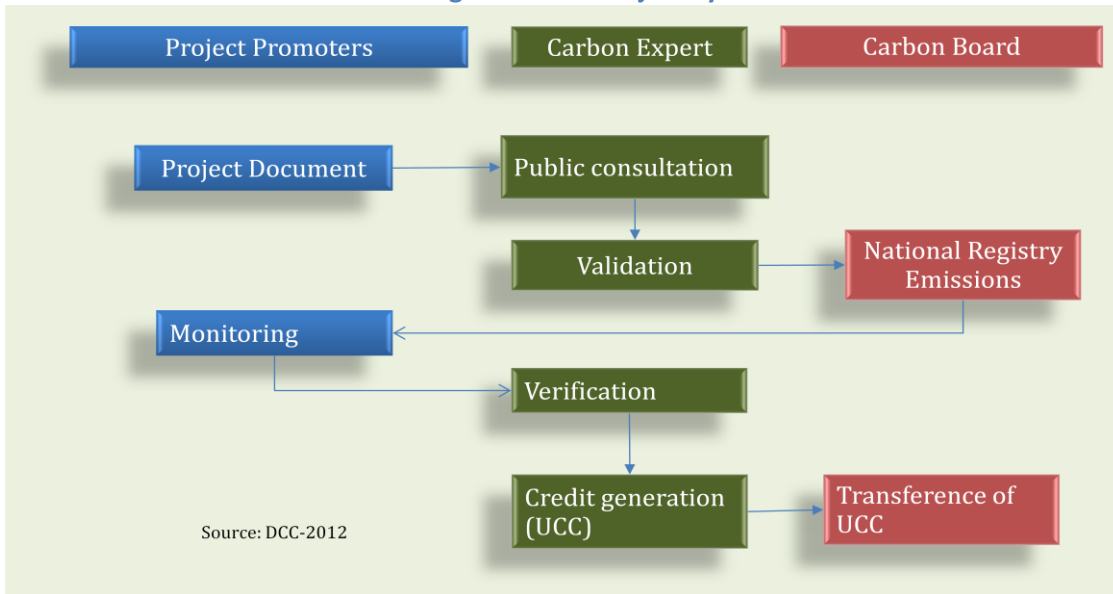 Project Promoters
Carbon Expert
Carbon Board
Project Document
Public consultation
Validation
National Registry
Emissions
Monitoring
Verification
Credit generation
(UCC)
Transference of
UCC
Source: DCC-2012